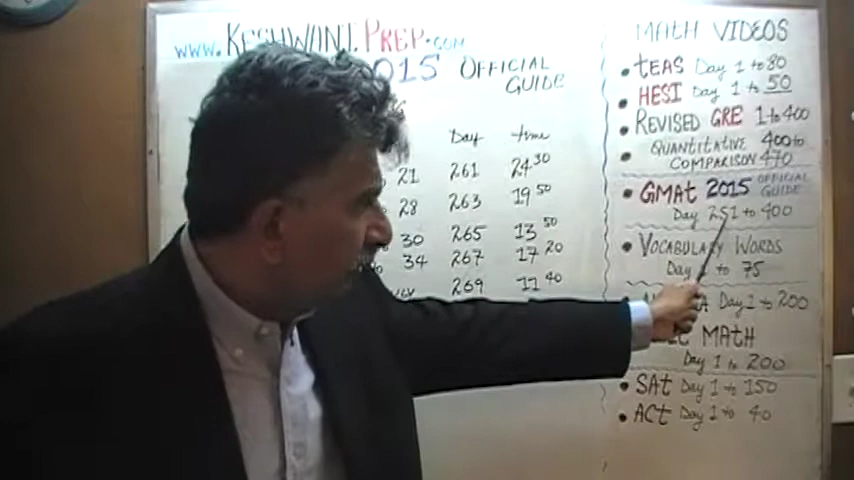 www.KESHWANI PREP.com
2015 OFFICIAL
GUIDE
Day time
21 261 24 30
28 263 19 50
30 265 13 50
34 267 17 20
269 11 40
MATH VIDEOS
• TEAS Day 1 to 80
• HESI Day 1 to 50
• REVISED GRE 1 to 400
• QUANTITATIVE 400 to
COMPARISON 470
• GMAT 2015 OFFICIAL
GUIDE
Day 251 to 400
• VOCABULARY WORDS
Day to 75
Day 1 to 200
MATH
Day 1 to 200
• SAT Day 1 to 150
• ACT Day 1 to 40